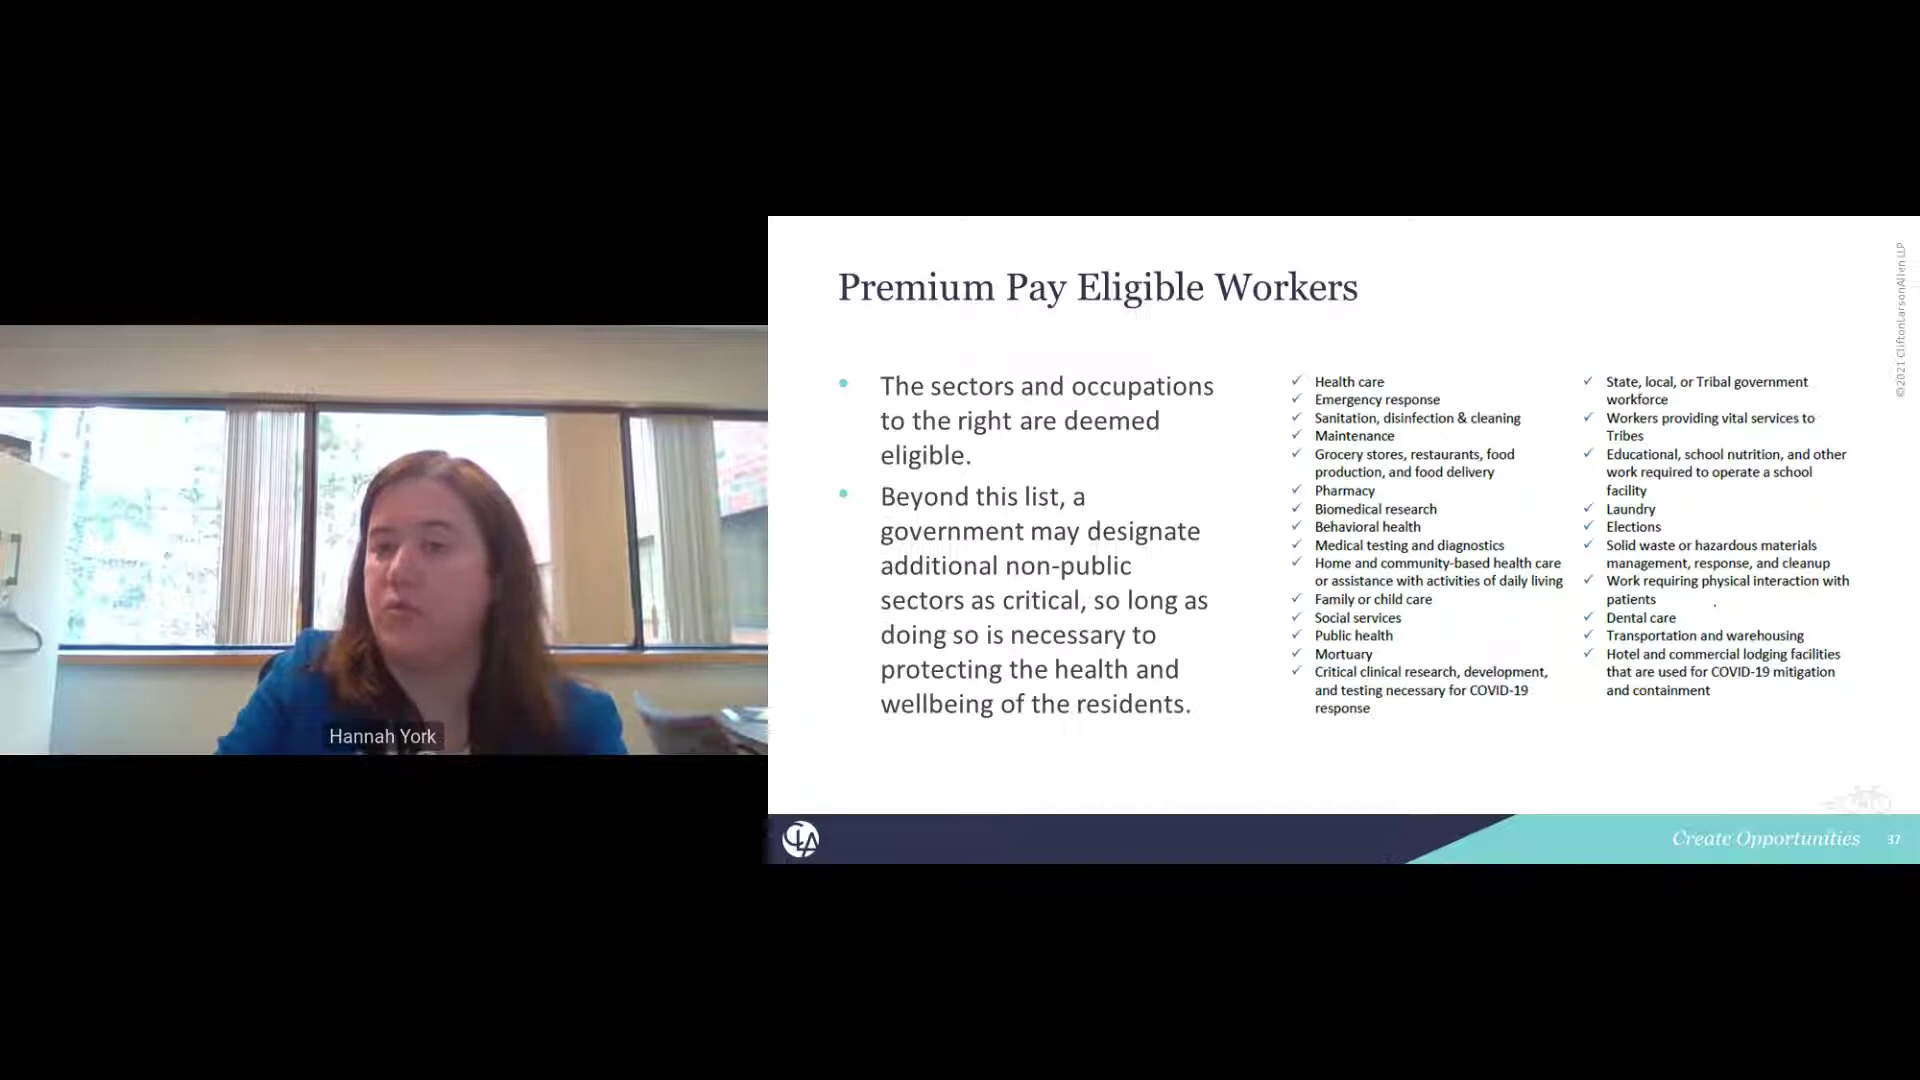 Premium Pay Eligible Workers
The sectors and occupations
to the right are deemed
eligible.
Beyond this list, a
government may designate
additional non-public
sectors as critical, so long as
doing so is necessary to
protecting the health and
wellbeing of the residents.
Health care
Emergency response
Sanitation, disinfection & cleaning
Maintenance
Grocery stores, restaurants, food
production, and food delivery
Pharmacy
Biomedical research
Behavioral health
Medical testing and diagnostics
Home and community-based health care
or assistance with activities of daily living
Family or child care
Social services
Public health
Mortuary
Critical clinical research, development,
and testing necessary for COVID-19
response
State, local, or Tribal government
workforce
Workers providing vital services to
Tribes
Educational, school nutrition, and other
work required to operate a school
facility
Laundry
Elections
Solid waste or hazardous materials
management, response, and cleanup
Work requiring physical interaction with
patients
Dental care
Transportation and warehousing
Hotel and commercial lodging facilities
that are used for COVID-19 mitigation
and containment
©2021 CliftonLarsonAllen LLP
Hannah York
CLA
Create Opportunities
37